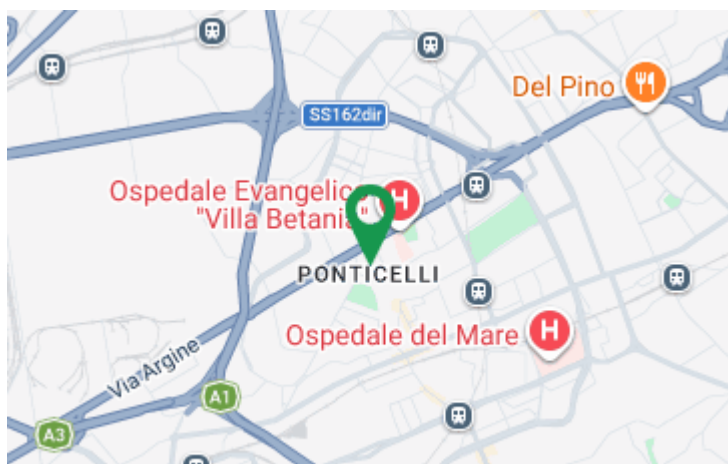 Del Pino
SS162dir
Ospedale Evangelico
"Villa Betania"
H
PONTICELLI
Ospedale del Mare
H
Via Argine
A1
A3